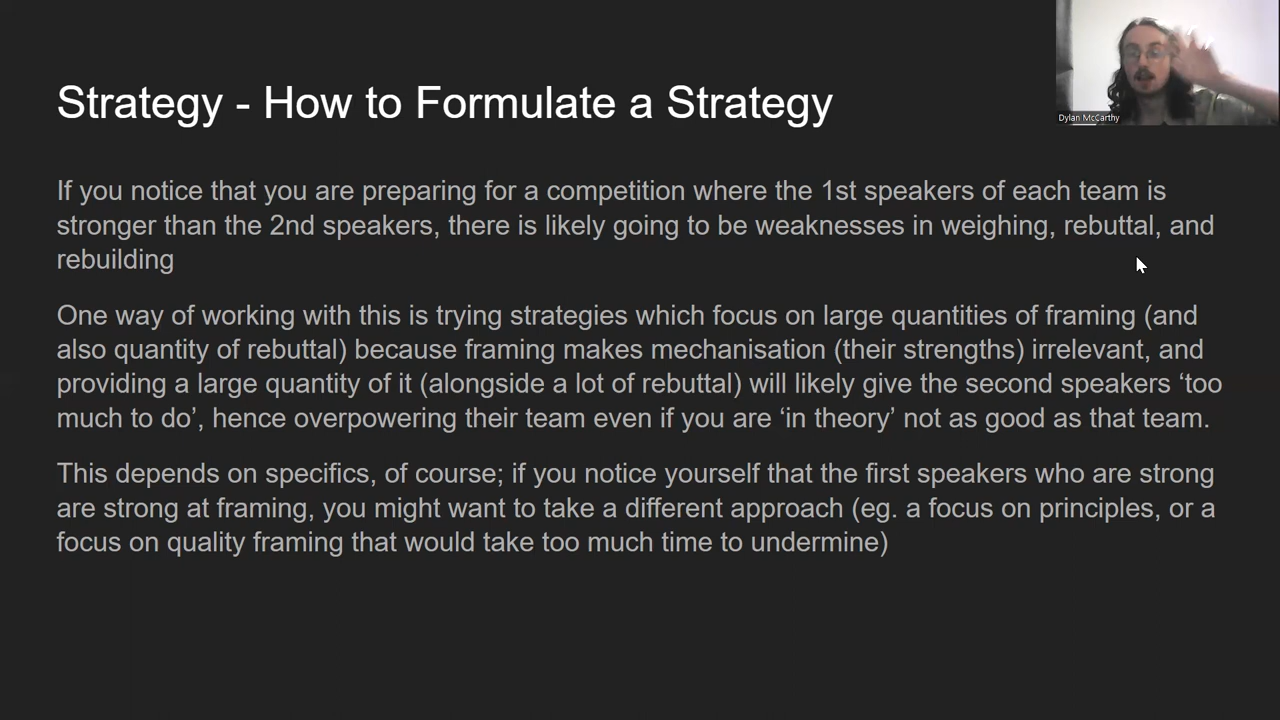 Strategy - How to Formulate a Strategy
Dylan McCarthy
If you notice that you are preparing for a competition where the 1st speakers of each team is
stronger than the 2nd speakers, there is likely going to be weaknesses in weighing, rebuttal, and
rebuilding
One way of working with this is trying strategies which focus on large quantities of framing (and
also quantity of rebuttal) because framing makes mechanisation (their strengths) irrelevant, and
providing a large quantity of it (alongside a lot of rebuttal) will likely give the second speakers ‘too
much to do’, hence overpowering their team even if you are ‘in theory’ not as good as that team.
This depends on specifics, of course; if you notice yourself that the first speakers who are strong
are strong at framing, you might want to take a different approach (eg. a focus on principles, or a
focus on quality framing that would take too much time to undermine)